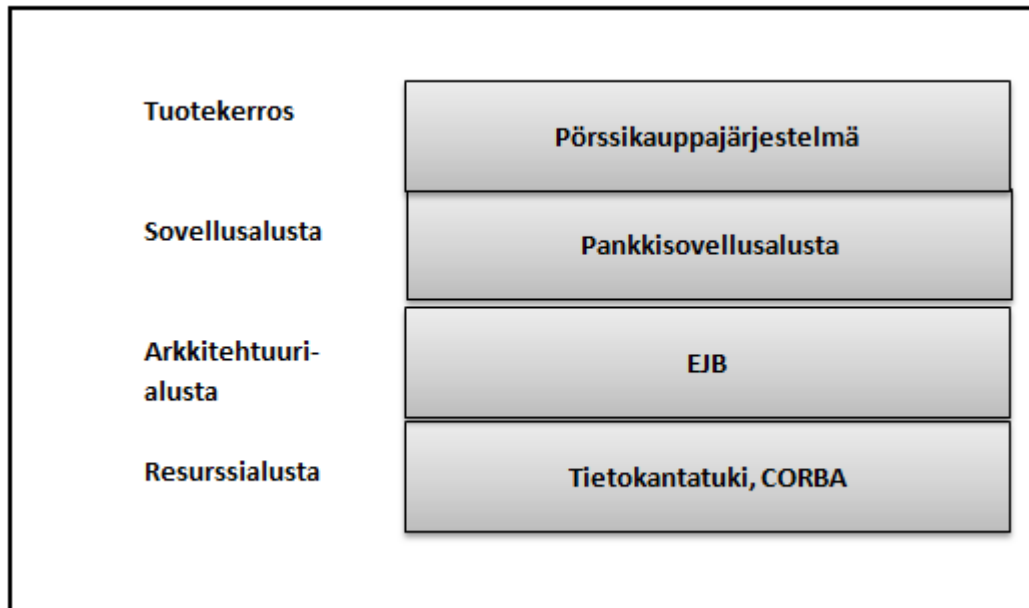 Tuotekerros
Pörssikauppajärjestelmä
Sovellusalusta
Pankkisovellusalusta
Arkkitehtuuri-
alusta
EJB
Resurssialusta
Tietokantatuki, CORBA